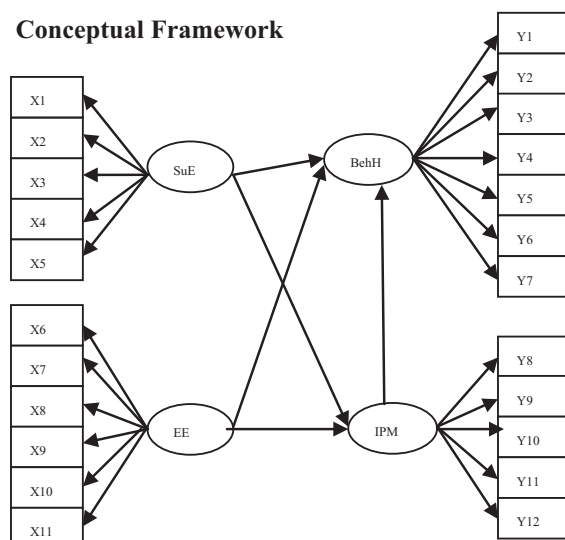 Conceptual Framework
X1
X2
X3
X4
X5
SuE
BehH
Y1
Y2
Y3
Y4
Y5
Y6
Y7
X6
X7
X8
X9
X10
X11
EE
IPM
Y8
Y9
Y10
Y11
Y12